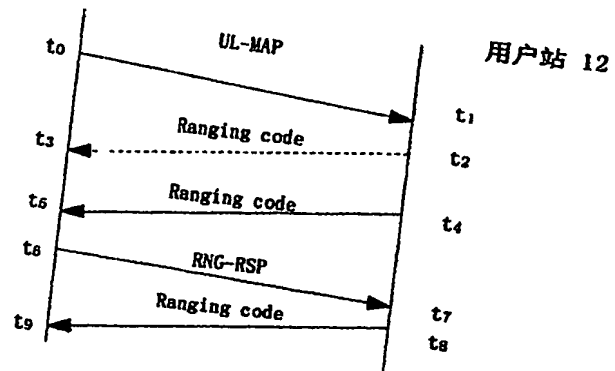 用户站 12
t0
UL-MAP
t1
Ranging code
t3
t2
Ranging code
t5
t4
t6
RNG-RSP
t7
Ranging code
t9
t8